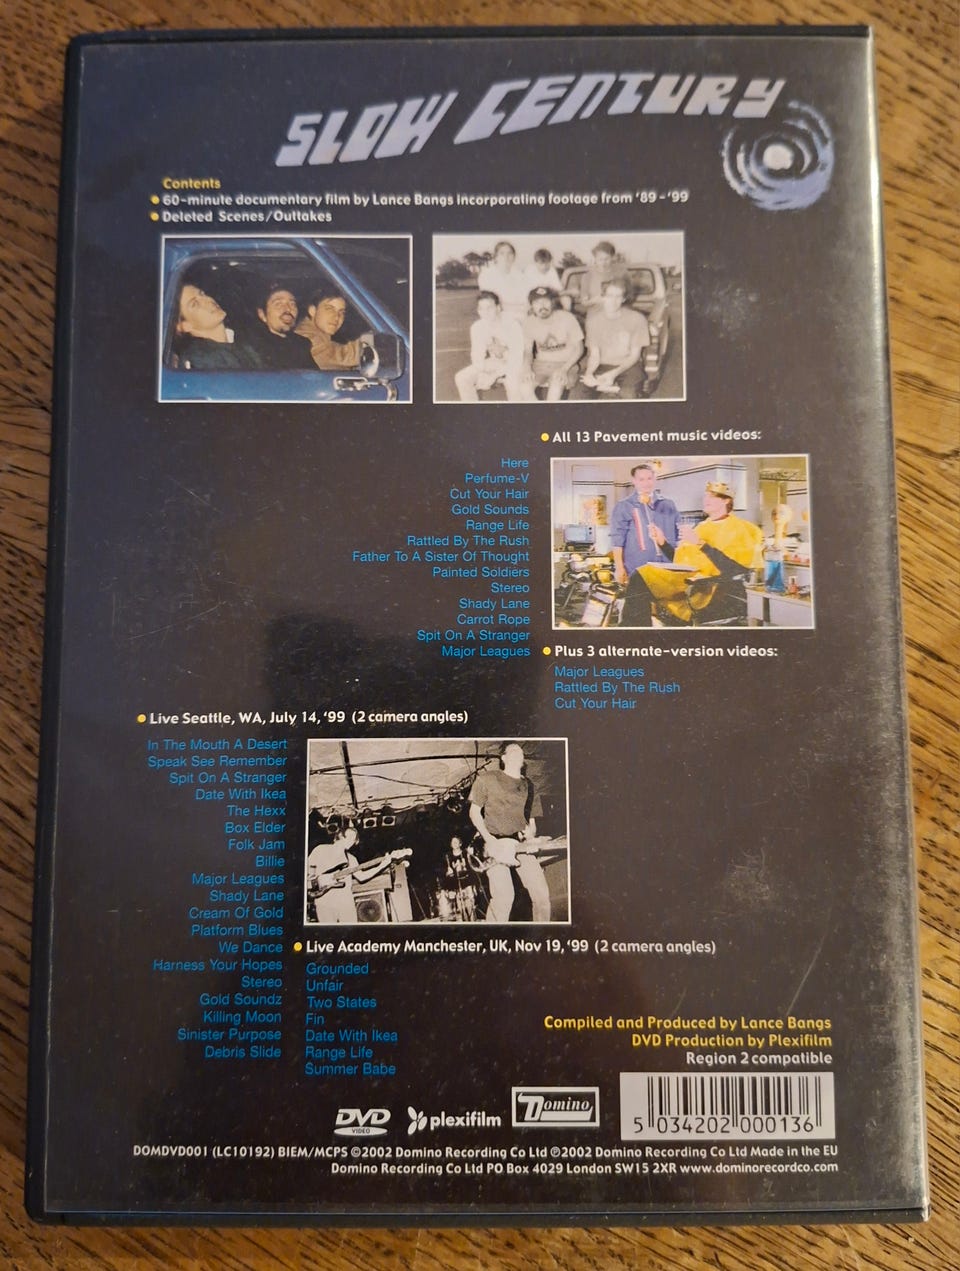 SLOW CENTURY
Contents
60-minute documentary film by Lance Bangs incorporating footage from '89-'99
Deleted Scenes/Outtakes
All 13 Pavement music videos:
Here
Perfume-V
Cut Your Hair
Gold Sounds
Range Life
Rattled By The Rush
Father To A Sister Of Thought
Painted Soldiers
Stereo
Shady Lane
Carrot Rope
Spit On A Stranger
Major Leagues
Plus 3 alternate-version videos:
Major Leagues
Rattled By The Rush
Cut Your Hair
Live Seattle, WA, July 14, '99 (2 camera angles)
In The Mouth A Desert
Speak See Remember
Spit On A Stranger
Date With Ikea
The Hexx
Box Elder
Folk Jam
Billie
Major Leagues
Shady Lane
Cream Of Gold
Platform Blues
We Dance
Harness Your Hopes
Stereo
Gold Soundz
Killing Moon
Sinister Purpose
Debris Slide
Live Academy Manchester, UK, Nov 19, '99 (2 camera angles)
Grounded
Unfair
Two States
Fin
Date With Ikea
Range Life
Summer Babe
Compiled and Produced by Lance Bangs
DVD Production by Plexifilm
Region 2 compatible
DVD VIDEO
plexifilm
Domino
5 034202 000136
DOMDVD001 (LC10192) BIEM/MCPS ©2002 Domino Recording Co Ltd ℗2002 Domino Recording Co Ltd Made in the EU
Domino Recording Co Ltd PO Box 4029 London SW15 2XR www.dominorecordco.com